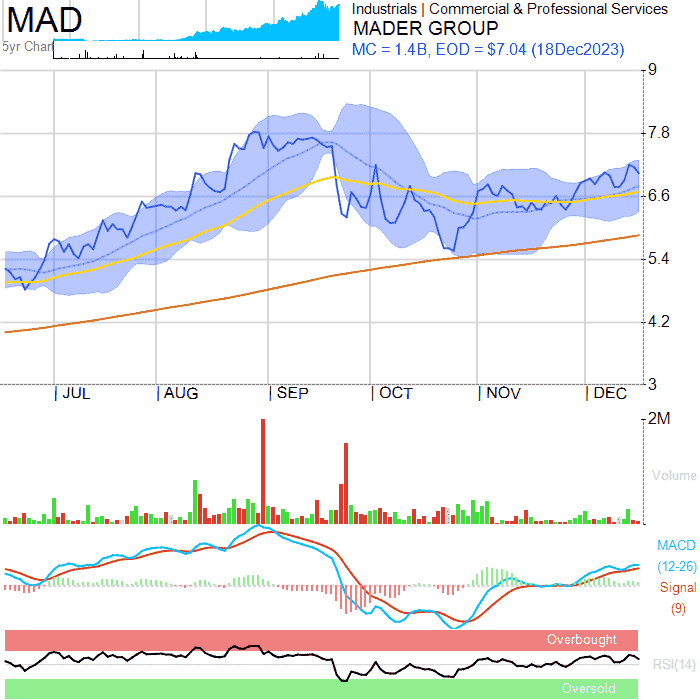 MAD
5yr Chart
Industrials | Commercial & Professional Services
MADER GROUP
MC = 1.4B, EOD = $7.04 (18Dec2023)
9
7.8
6.6
5.4
4.2
3
| JUL | AUG | SEP | OCT | NOV | DEC
2M
Volume
MACD
(12-26)
Signal
(9)
Overbought
RSI(14)
Oversold